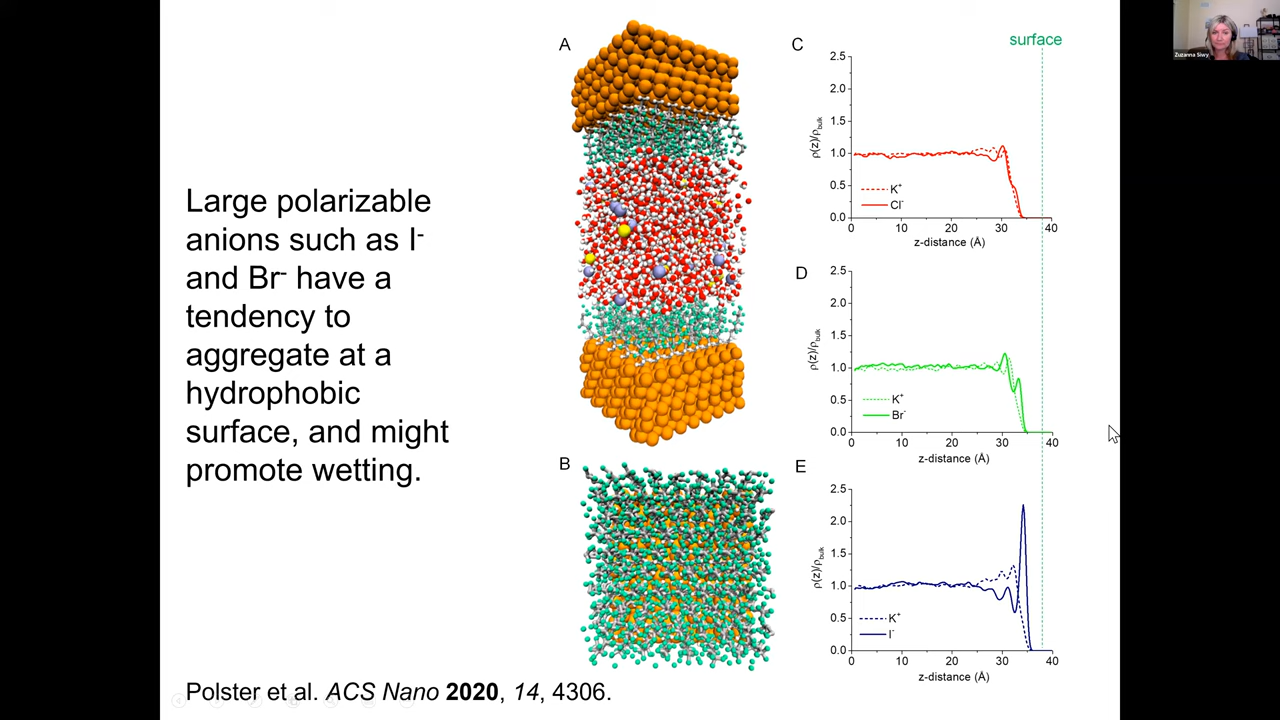 Large polarizable
anions such as I⁻
and Br⁻ have a
tendency to
aggregate at a
hydrophobic
surface, and might
promote wetting.
Polster et al. ACS Nano 2020, 14, 4306.
A
B
C
surface
2.5
2.0
1.5
1.0
0.5
0.0
ρ(z)/ρbulk
K⁺
Cl⁻
0 10 20 30 40
z-distance (Å)
D
2.5
2.0
1.5
1.0
0.5
0.0
ρ(z)/ρbulk
K⁺
Br⁻
0 10 20 30 40
z-distance (Å)
E
2.5
2.0
1.5
1.0
0.5
0.0
ρ(z)/ρbulk
K⁺
I⁻
0 10 20 30 40
z-distance (Å)
Zuzanna Siwy